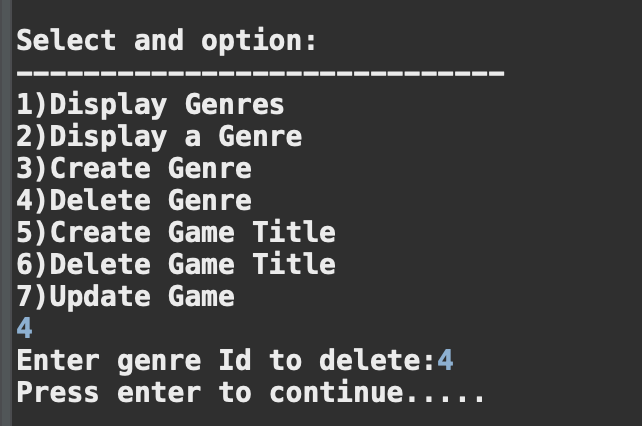 Select and option:
-----------------------------
1)Display Genres
2)Display a Genre
3)Create Genre
4)Delete Genre
5)Create Game Title
6)Delete Game Title
7)Update Game
4
Enter genre Id to delete:4
Press enter to continue.....